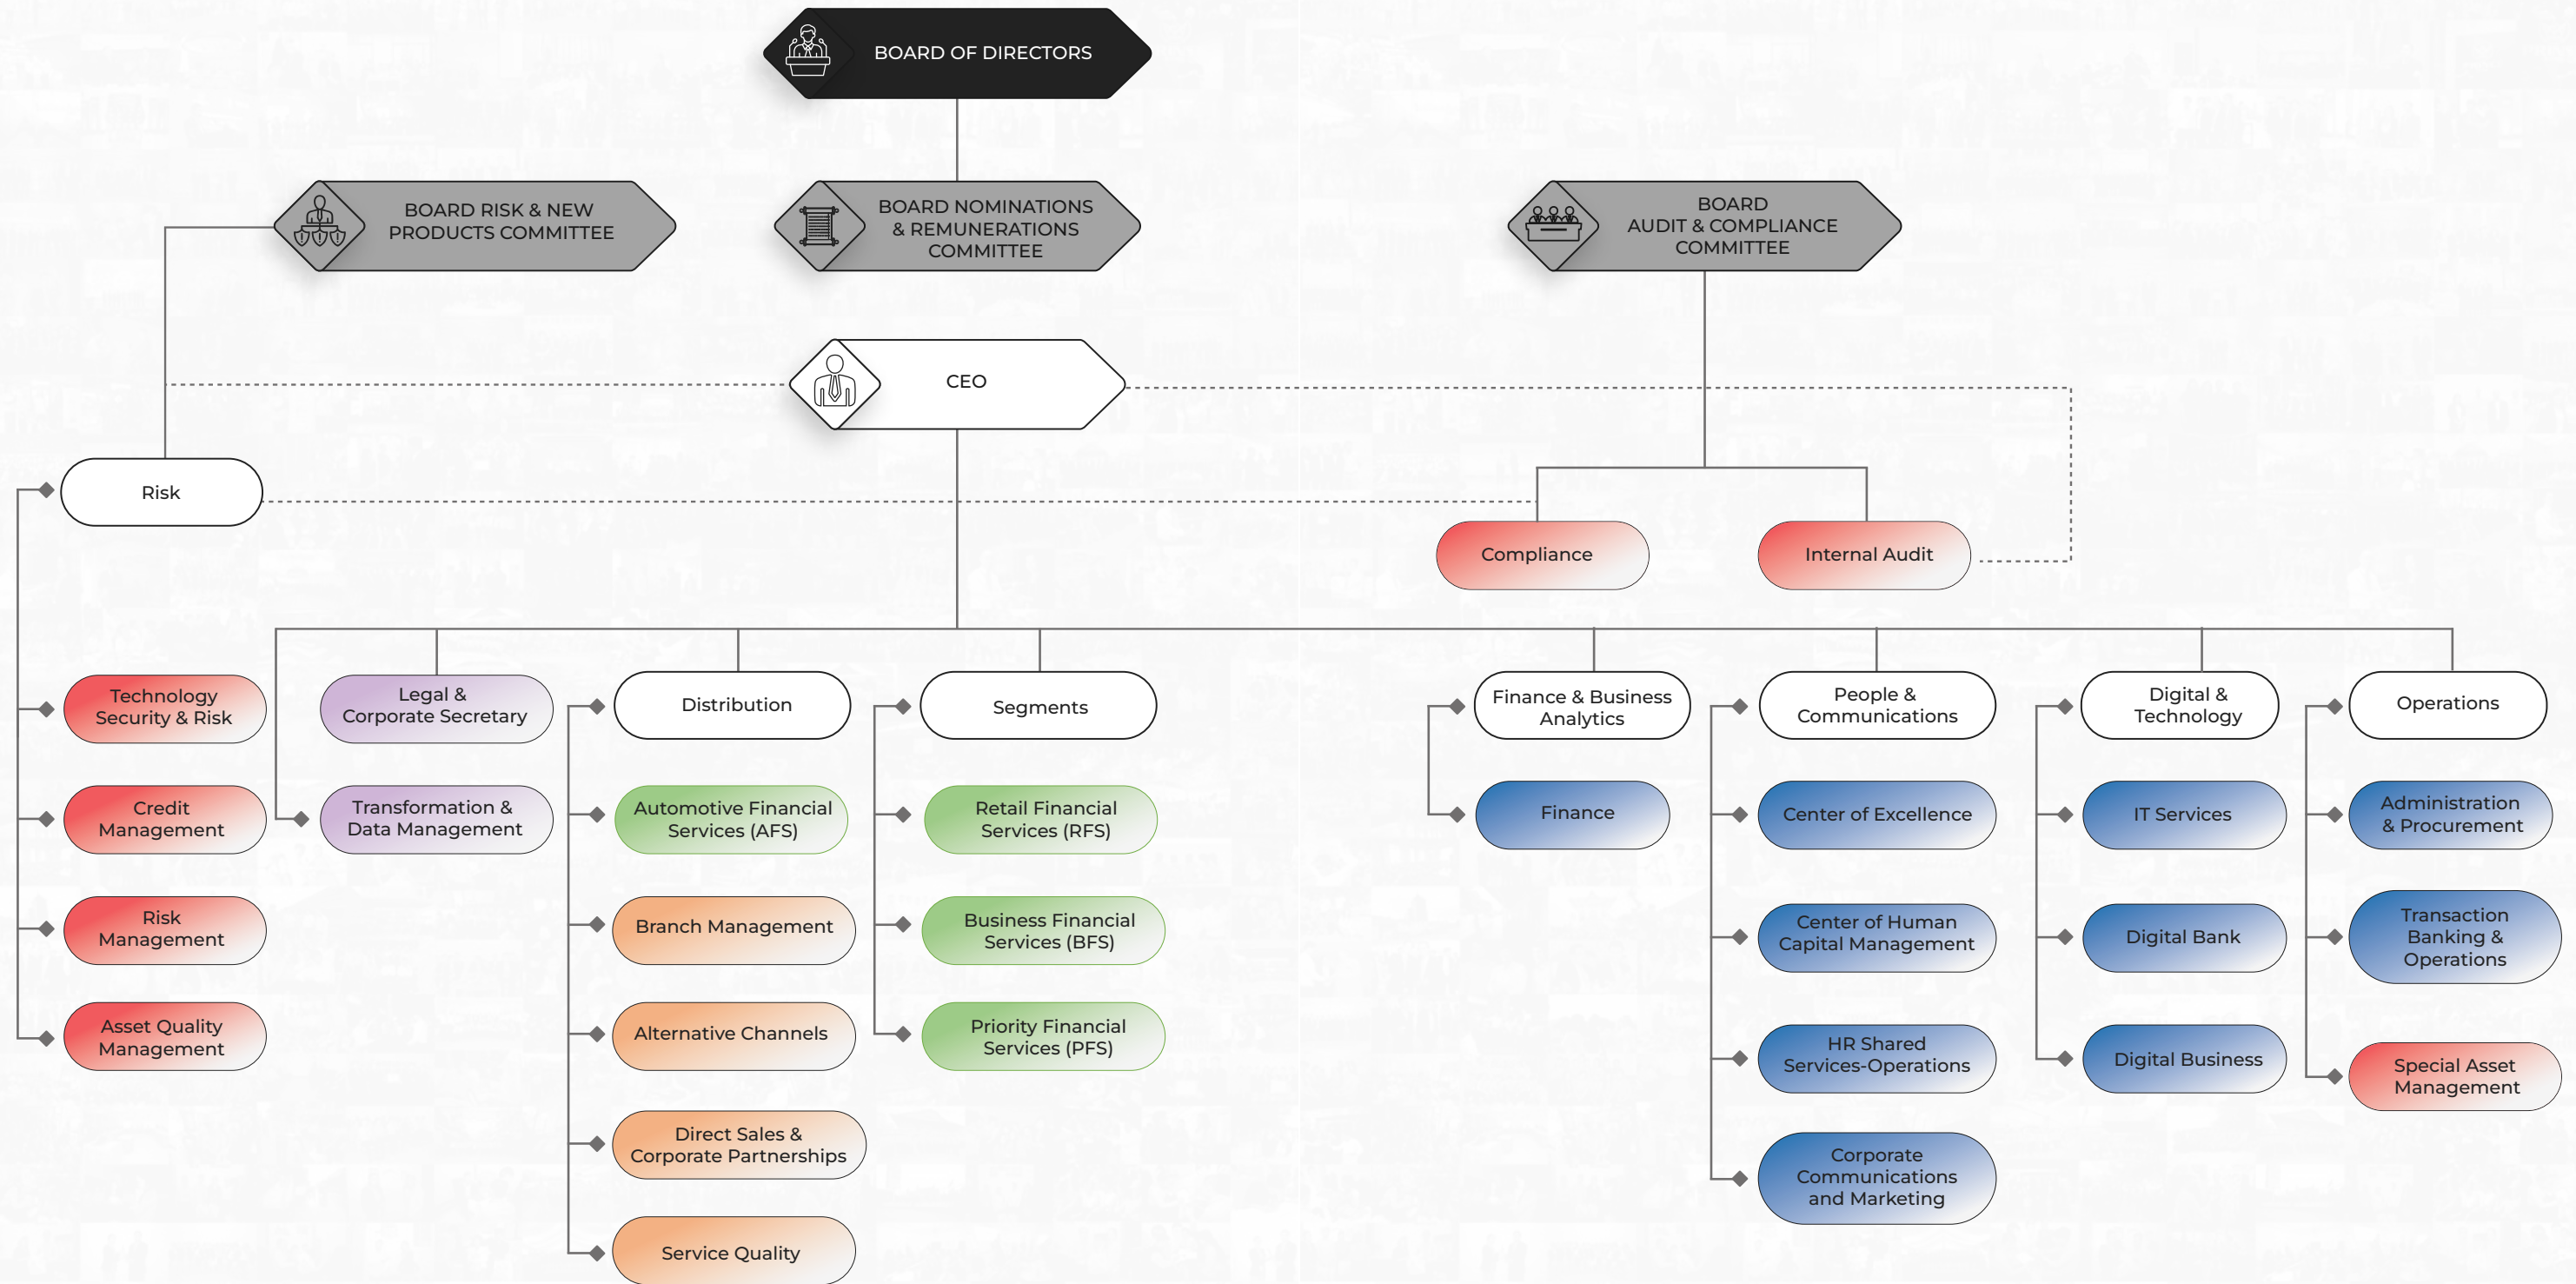 BOARD OF DIRECTORS
BOARD RISK & NEW
PRODUCTS COMMITTEE
BOARD NOMINATIONS
& REMUNERATIONS
COMMITTEE
BOARD
AUDIT & COMPLIANCE
COMMITTEE
CEO
Risk
Compliance
Internal Audit
Technology
Security & Risk
Credit
Management
Risk
Management
Asset Quality
Management
Legal &
Corporate Secretary
Transformation &
Data Management
Distribution
Automotive Financial
Services (AFS)
Branch Management
Alternative Channels
Direct Sales &
Corporate Partnerships
Service Quality
Segments
Retail Financial
Services (RFS)
Business Financial
Services (BFS)
Priority Financial
Services (PFS)
Finance & Business
Analytics
Finance
People &
Communications
Center of Excellence
Center of Human
Capital Management
HR Shared
Services-Operations
Corporate
Communications
and Marketing
Digital &
Technology
IT Services
Digital Bank
Digital Business
Operations
Administration
& Procurement
Transaction
Banking &
Operations
Special Asset
Management